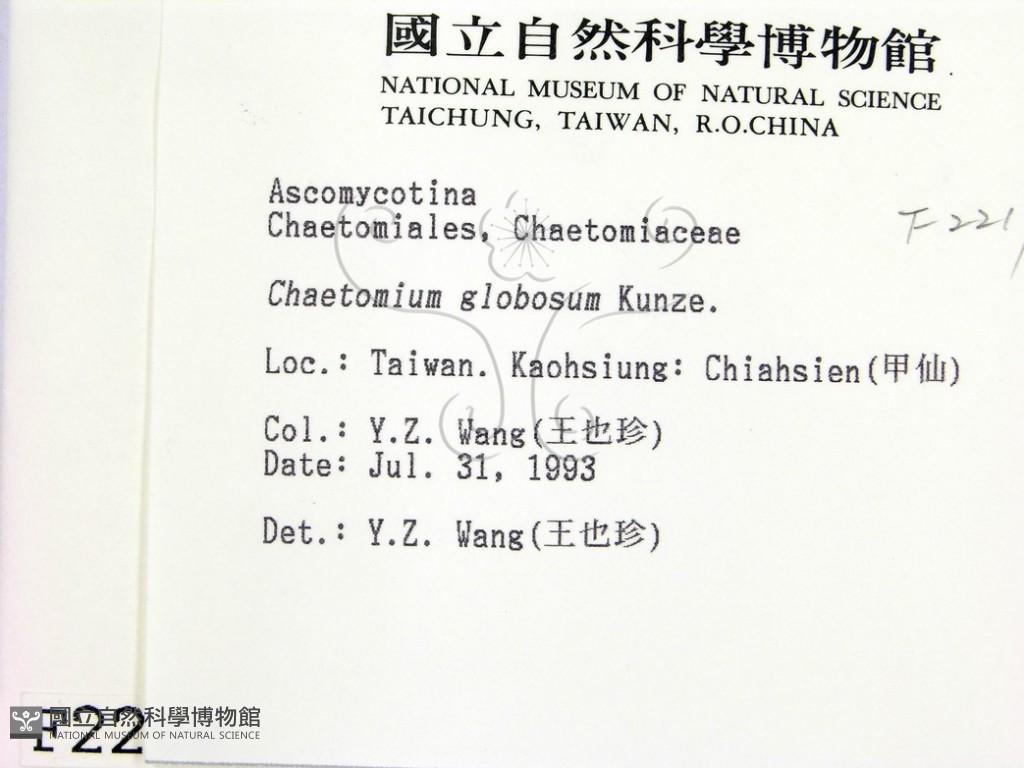 國立自然科學博物館
NATIONAL MUSEUM OF NATURAL SCIENCE
TAICHUNG, TAIWAN, R.O.CHINA
Ascomycotina
Chaetomiales, Chaetomiaceae
F221
Chaetomium globosum Kunze.
Loc.: Taiwan. Kaohsiung: Chiahsien(甲仙)
Col.: Y.Z. Wang(王也珍)
Date: Jul. 31, 1993
Det.: Y.Z. Wang(王也珍)
國立自然科學博物館
NATIONAL MUSEUM OF NATURAL SCIENCE
F22